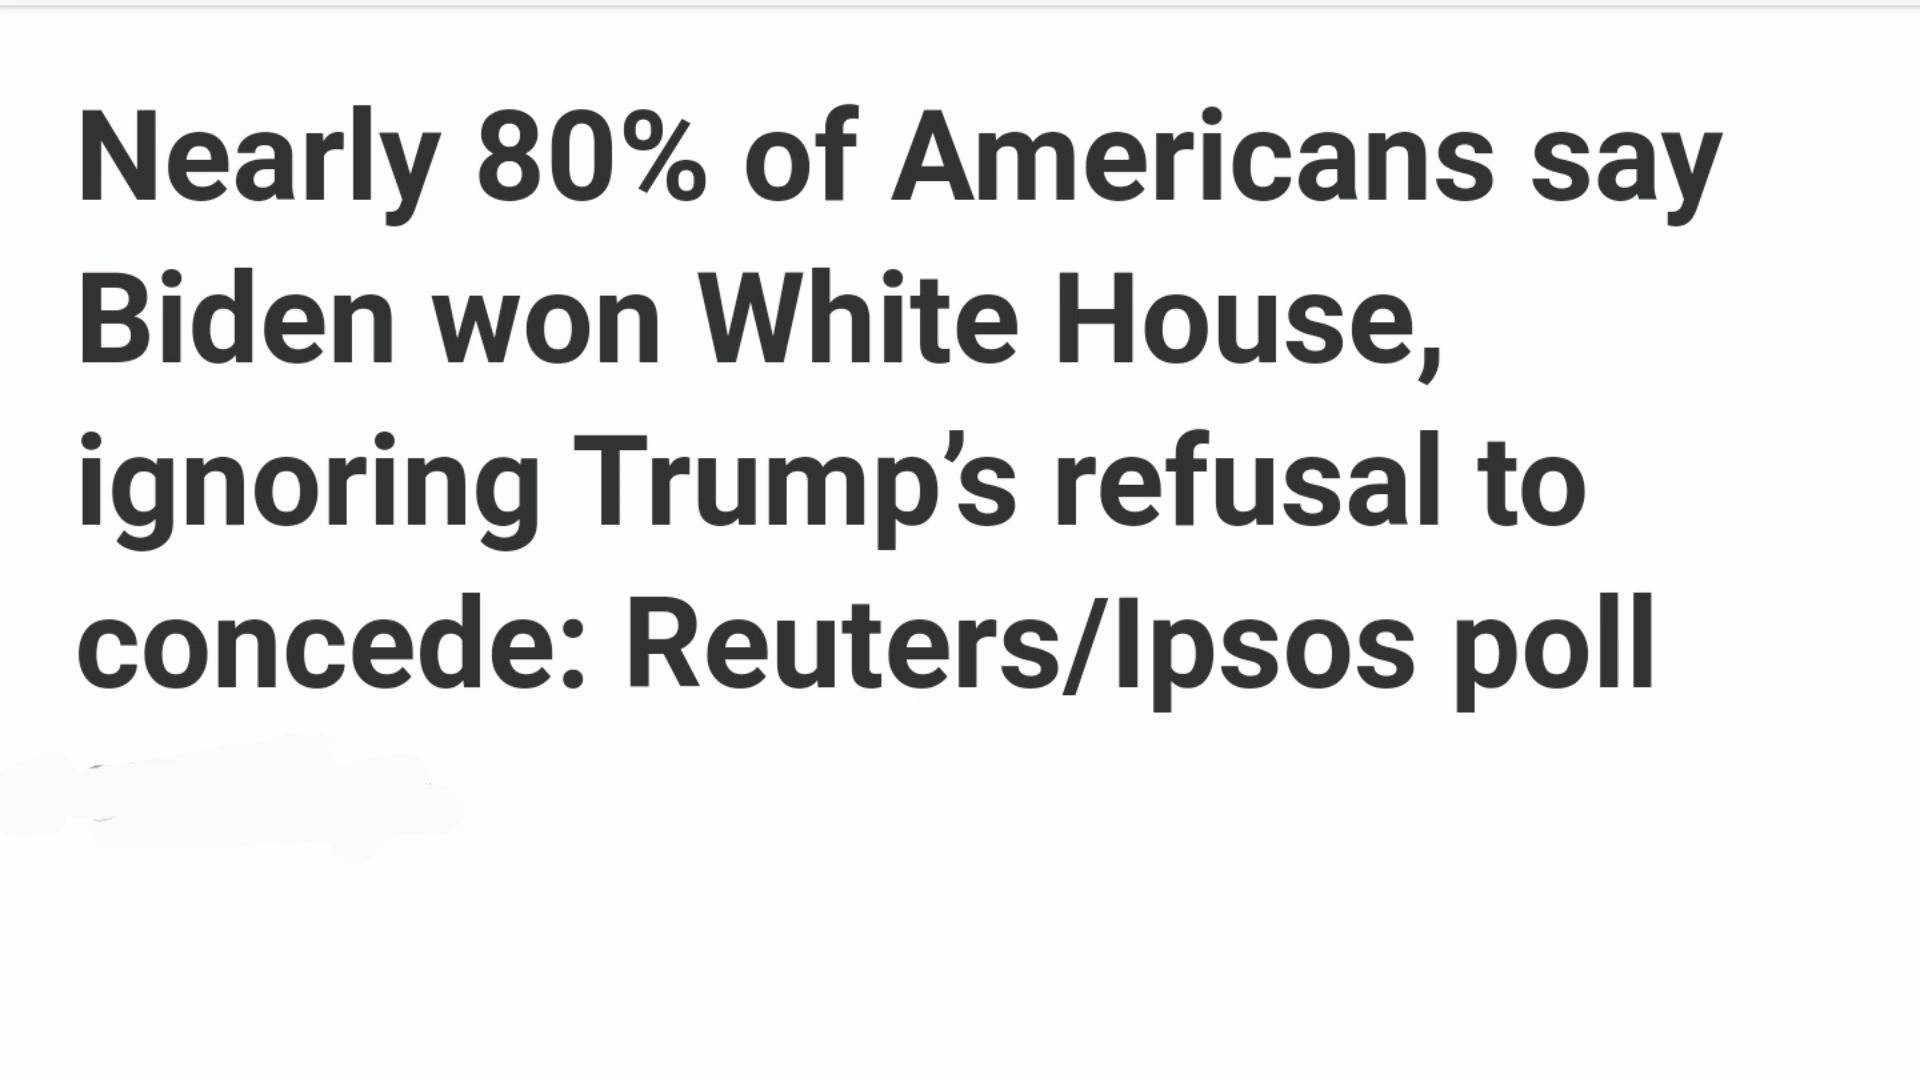 Nearly 80% of Americans say
Biden won White House,
ignoring Trump’s refusal to
concede: Reuters/Ipsos poll